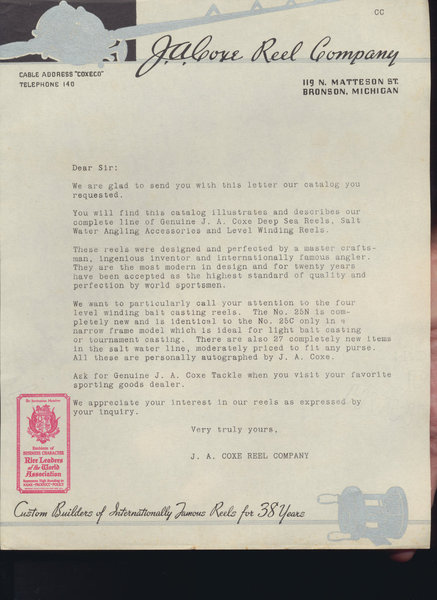 CC
J.A.Coxe Reel Company
CABLE ADDRESS "COXECO"
TELEPHONE 140
119 N. MATTESON ST.
BRONSON, MICHIGAN
Dear Sir:
We are glad to send you with this letter our catalog you
requested.
You will find this catalog illustrates and describes our
complete line of Genuine J. A. Coxe Deep Sea Reels, Salt
Water Angling Accessories and Level Winding Reels.
These reels were designed and perfected by a master crafts-
man, ingenious inventor and internationally famous angler.
They are the most modern in design and for twenty years
have been accepted as the highest standard of quality and
perfection by world sportsmen.
We want to particularly call your attention to the four
level winding bait casting reels. The No. 25N is com-
pletely new and is identical to the No. 25C only in a
narrow frame model which is ideal for light bait casting
or tournament casting. There are also 27 completely new items
in the salt water line, moderately priced to fit any purse.
All these are personally autographed by J. A. Coxe.
Ask for Genuine J. A. Coxe Tackle when you visit your favorite
sporting goods dealer.
We appreciate your interest in our reels as expressed by
your inquiry.
Very truly yours,
J. A. COXE REEL COMPANY
By Invitation Member
Emblem of
BUSINESS CHARACTER
Rice Leaders
of the World
Association
NAME·PRODUCT·POLICY
Custom Builders of Internationally Famous Reels for 38 Years